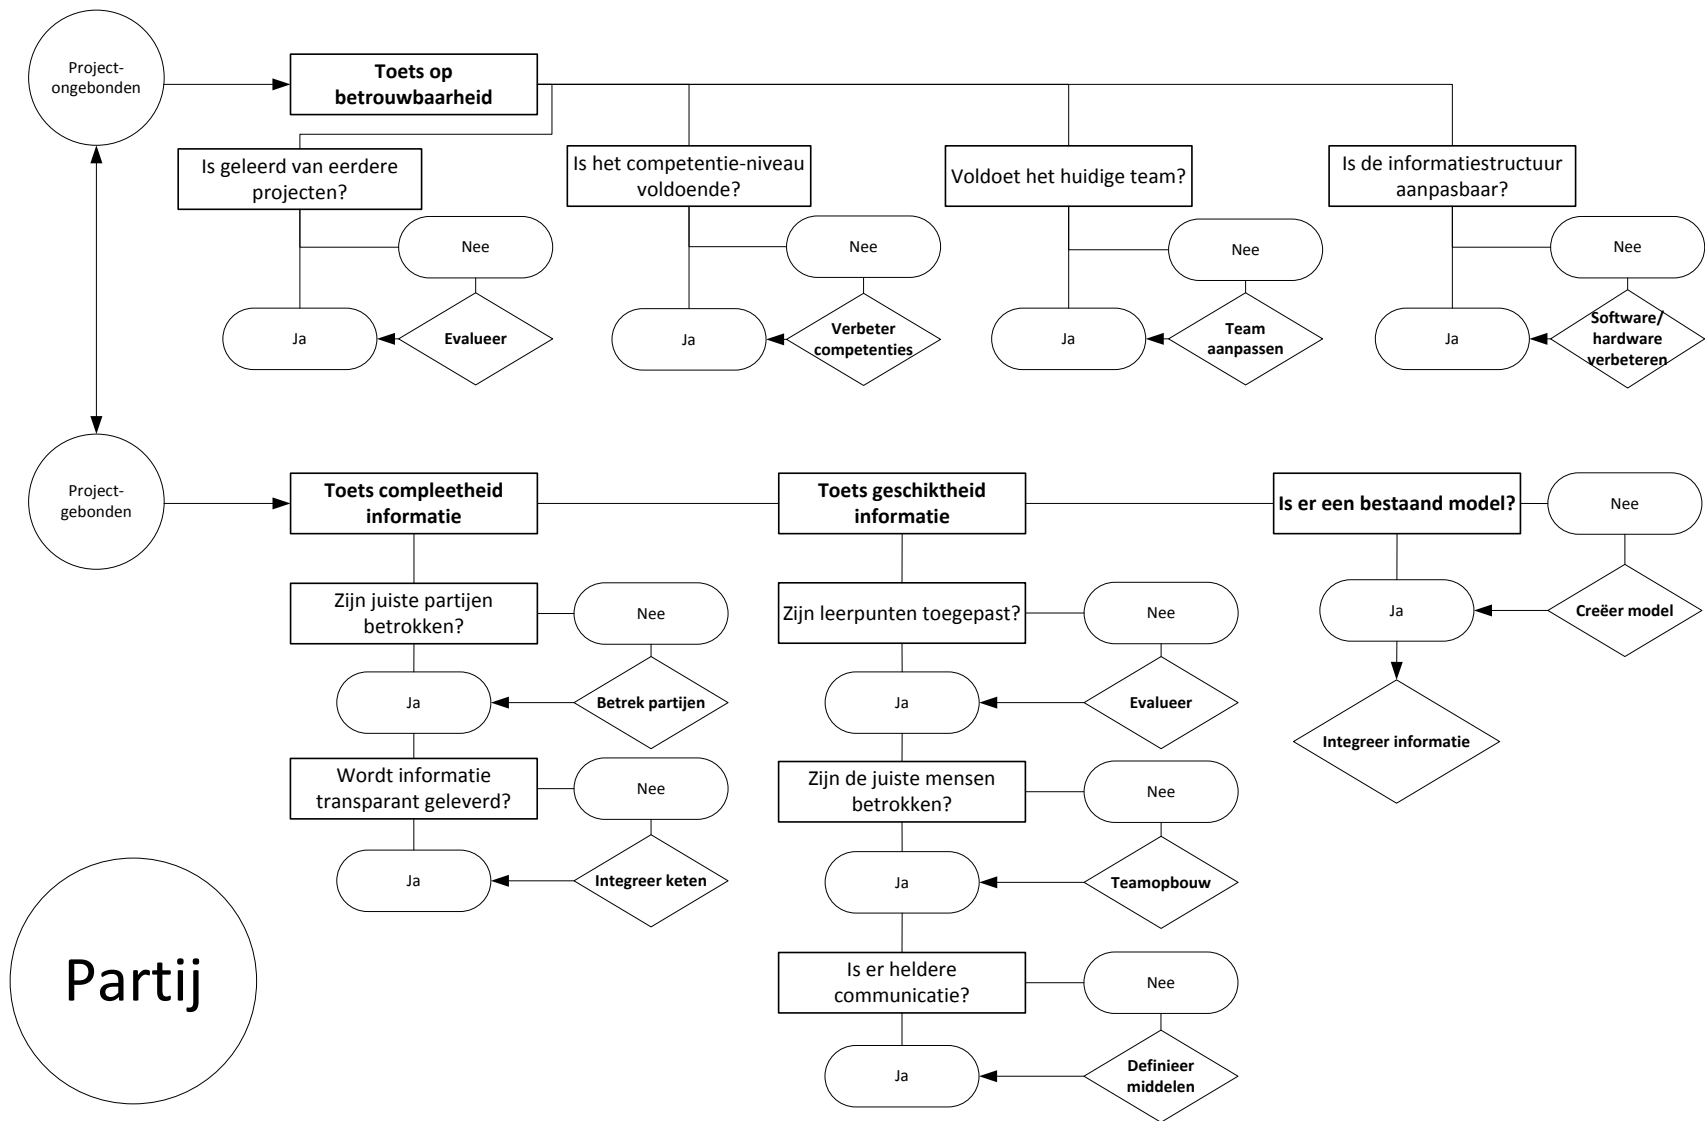 Project-
ongebonden
Toets op
betrouwbaarheid
Is geleerd van eerdere
projecten?
Is het competentie-niveau
voldoende?
Voldoet het huidige team?
Is de informatiestructuur
aanpasbaar?
Nee
Nee
Nee
Nee
Ja
Evalueer
Ja
Verbeter
competenties
Ja
Team
aanpassen
Ja
Software/
hardware
verbeteren
Project-
gebonden
Toets compleetheid
informatie
Toets geschiktheid
informatie
Is er een bestaand model?
Nee
Zijn juiste partijen
betrokken?
Nee
Zijn leerpunten toegepast?
Nee
Ja
Creëer model
Ja
Betrek partijen
Ja
Evalueer
Integreer informatie
Wordt informatie
transparant geleverd?
Nee
Zijn de juiste mensen
betrokken?
Nee
Ja
Integreer keten
Ja
Teamopbouw
Partij
Is er heldere
communicatie?
Nee
Ja
Definieer
middelen